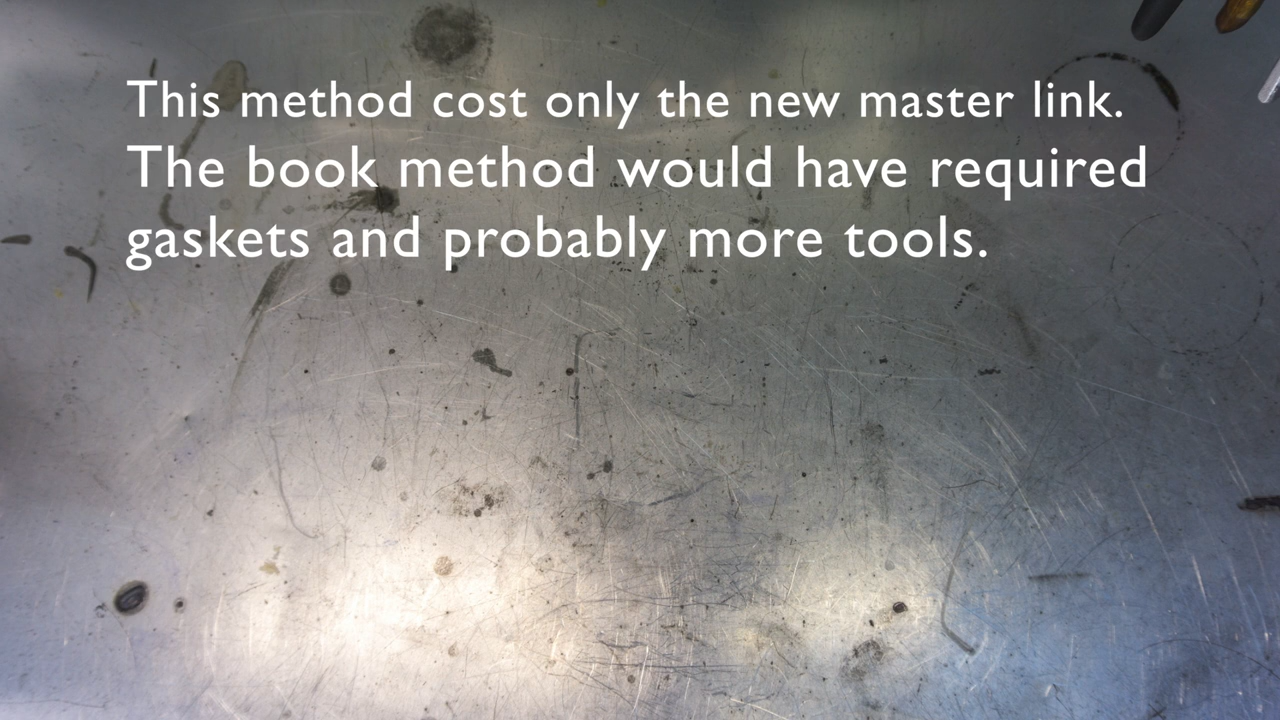 This method cost only the new master link.
The book method would have required
gaskets and probably more tools.